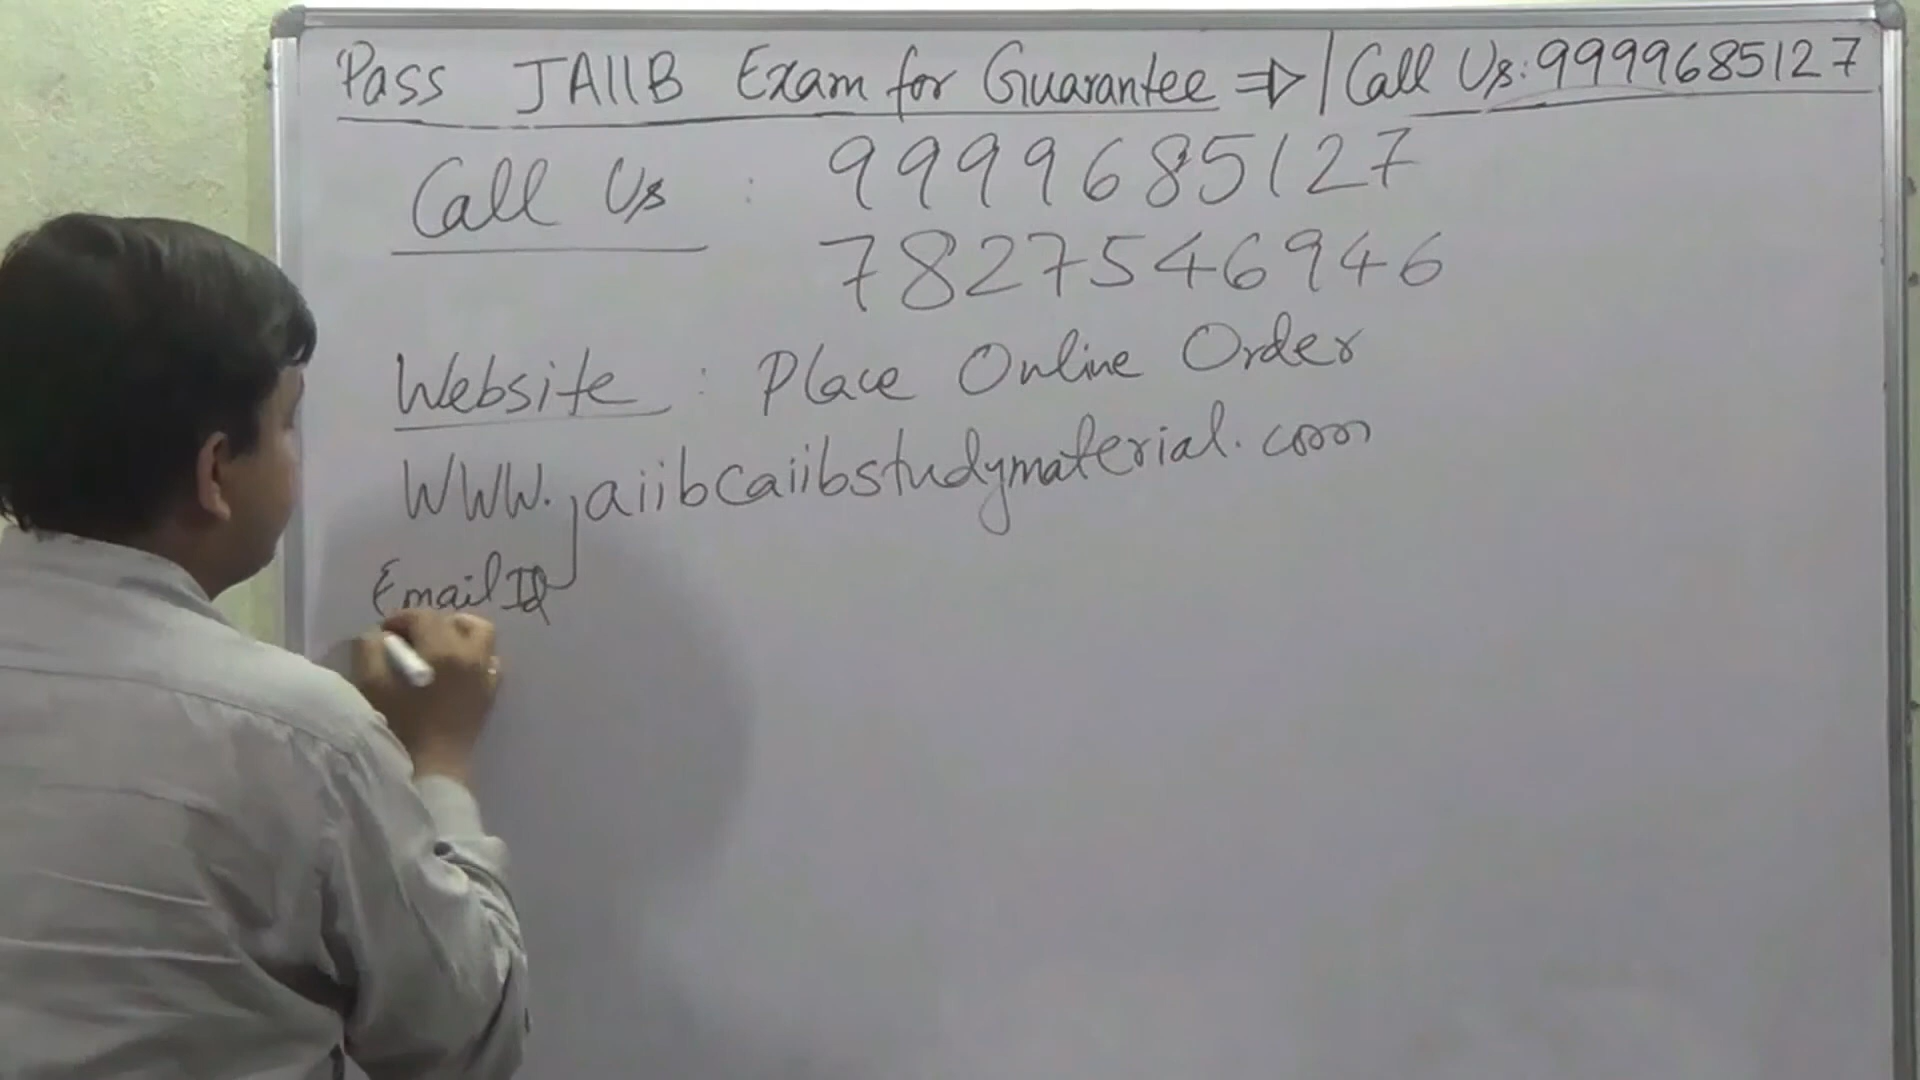 Pass JAIIB Exam for Guarantee ⇒ | Call Us: 9999685127
Call Us : 9999685127
7827546946
Website : Place Online Order
WWW.jaiibcaiibstudymaterial.com
Email Id